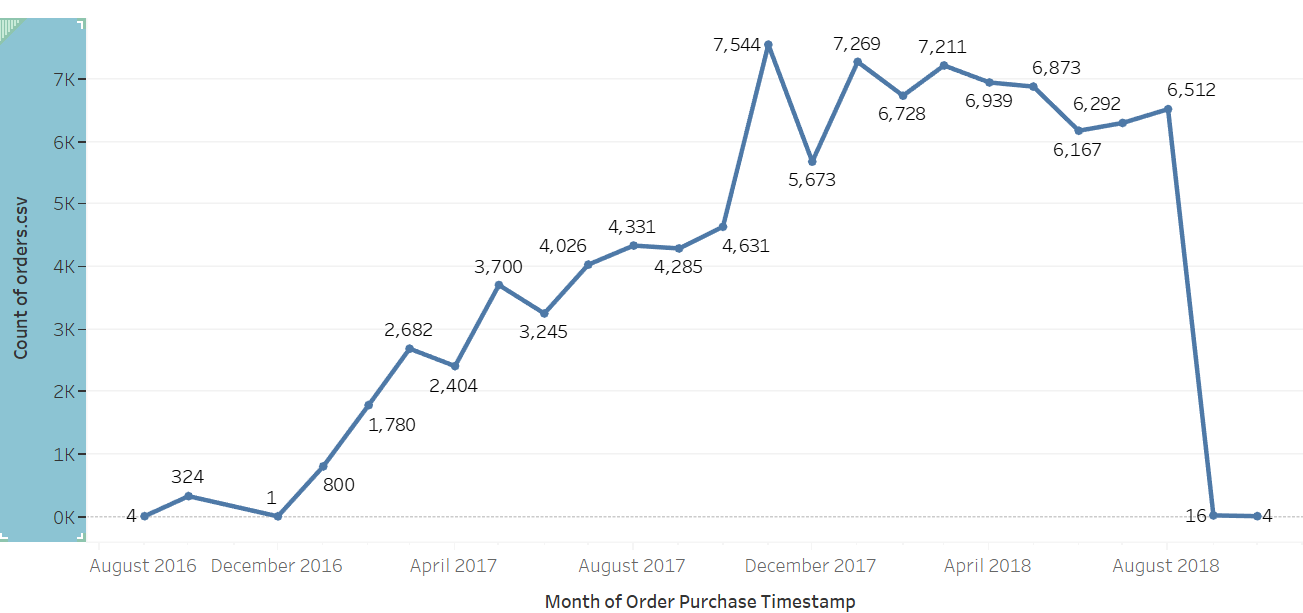 7,544
7,269
7,211
6,873
7K
6,512
6,939
6,292
6,728
6K
6,167
5,673
5K
4,331
4,026
4,631
4K
4,285
3,700
Count of orders.csv
2,682
3,245
3K
2,404
2K
1,780
1K
324
800
1
4
16
4
0K
August 2016 December 2016 April 2017 August 2017 December 2017 April 2018 August 2018
Month of Order Purchase Timestamp